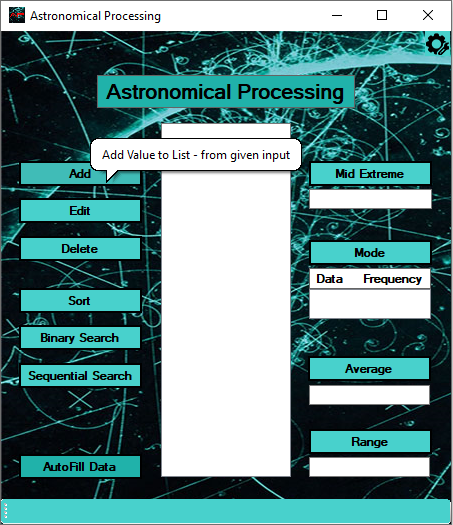 Astronomical Processing
Astronomical Processing
Add Value to List - from given input
Add
Edit
Delete
Sort
Binary Search
Sequential Search
AutoFill Data
Mid Extreme
Mode
Data Frequency
Average
Range